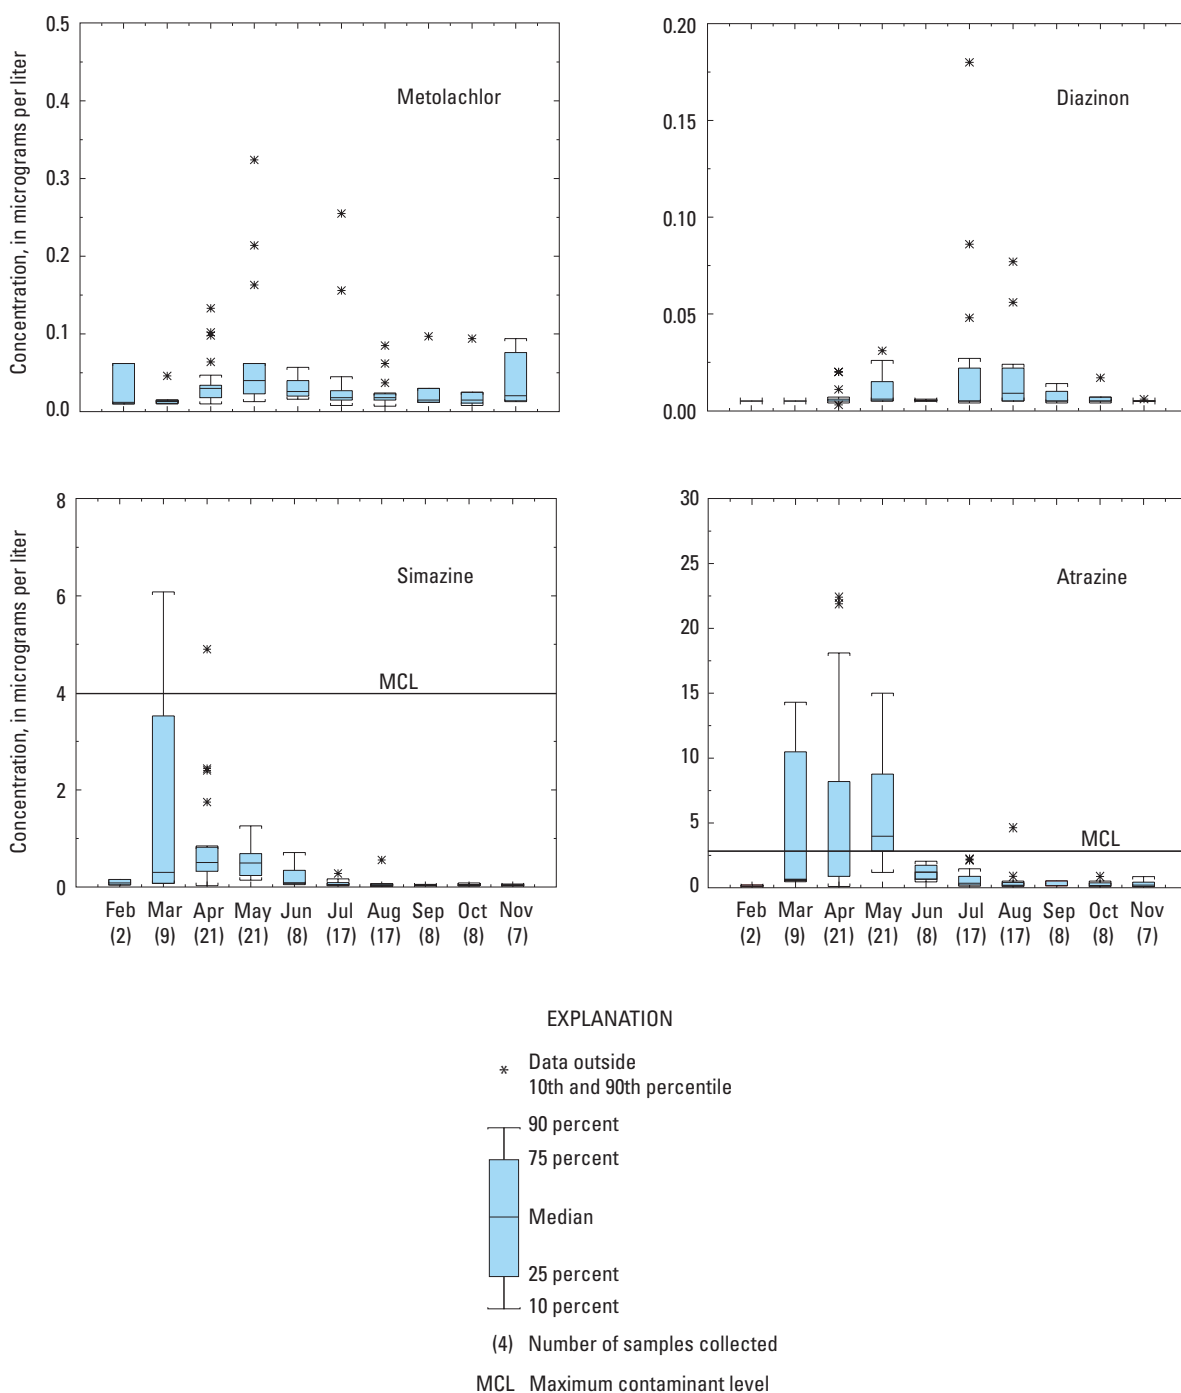 Concentration, in micrograms per liter
0.5
0.4
0.3
0.2
0.1
0.0
Metolachlor
0.20
0.15
0.10
0.05
0.00
Diazinon
Concentration, in micrograms per liter
8
6
4
2
0
Simazine
MCL
Feb Mar Apr May Jun Jul Aug Sep Oct Nov
(2) (9) (21) (21) (8) (17) (17) (8) (8) (7)
30
25
20
15
10
5
0
Atrazine
MCL
Feb Mar Apr May Jun Jul Aug Sep Oct Nov
(2) (9) (21) (21) (8) (17) (17) (8) (8) (7)
EXPLANATION
* Data outside
10th and 90th percentile
90 percent
75 percent
Median
25 percent
10 percent
(4) Number of samples collected
MCL Maximum contaminant level